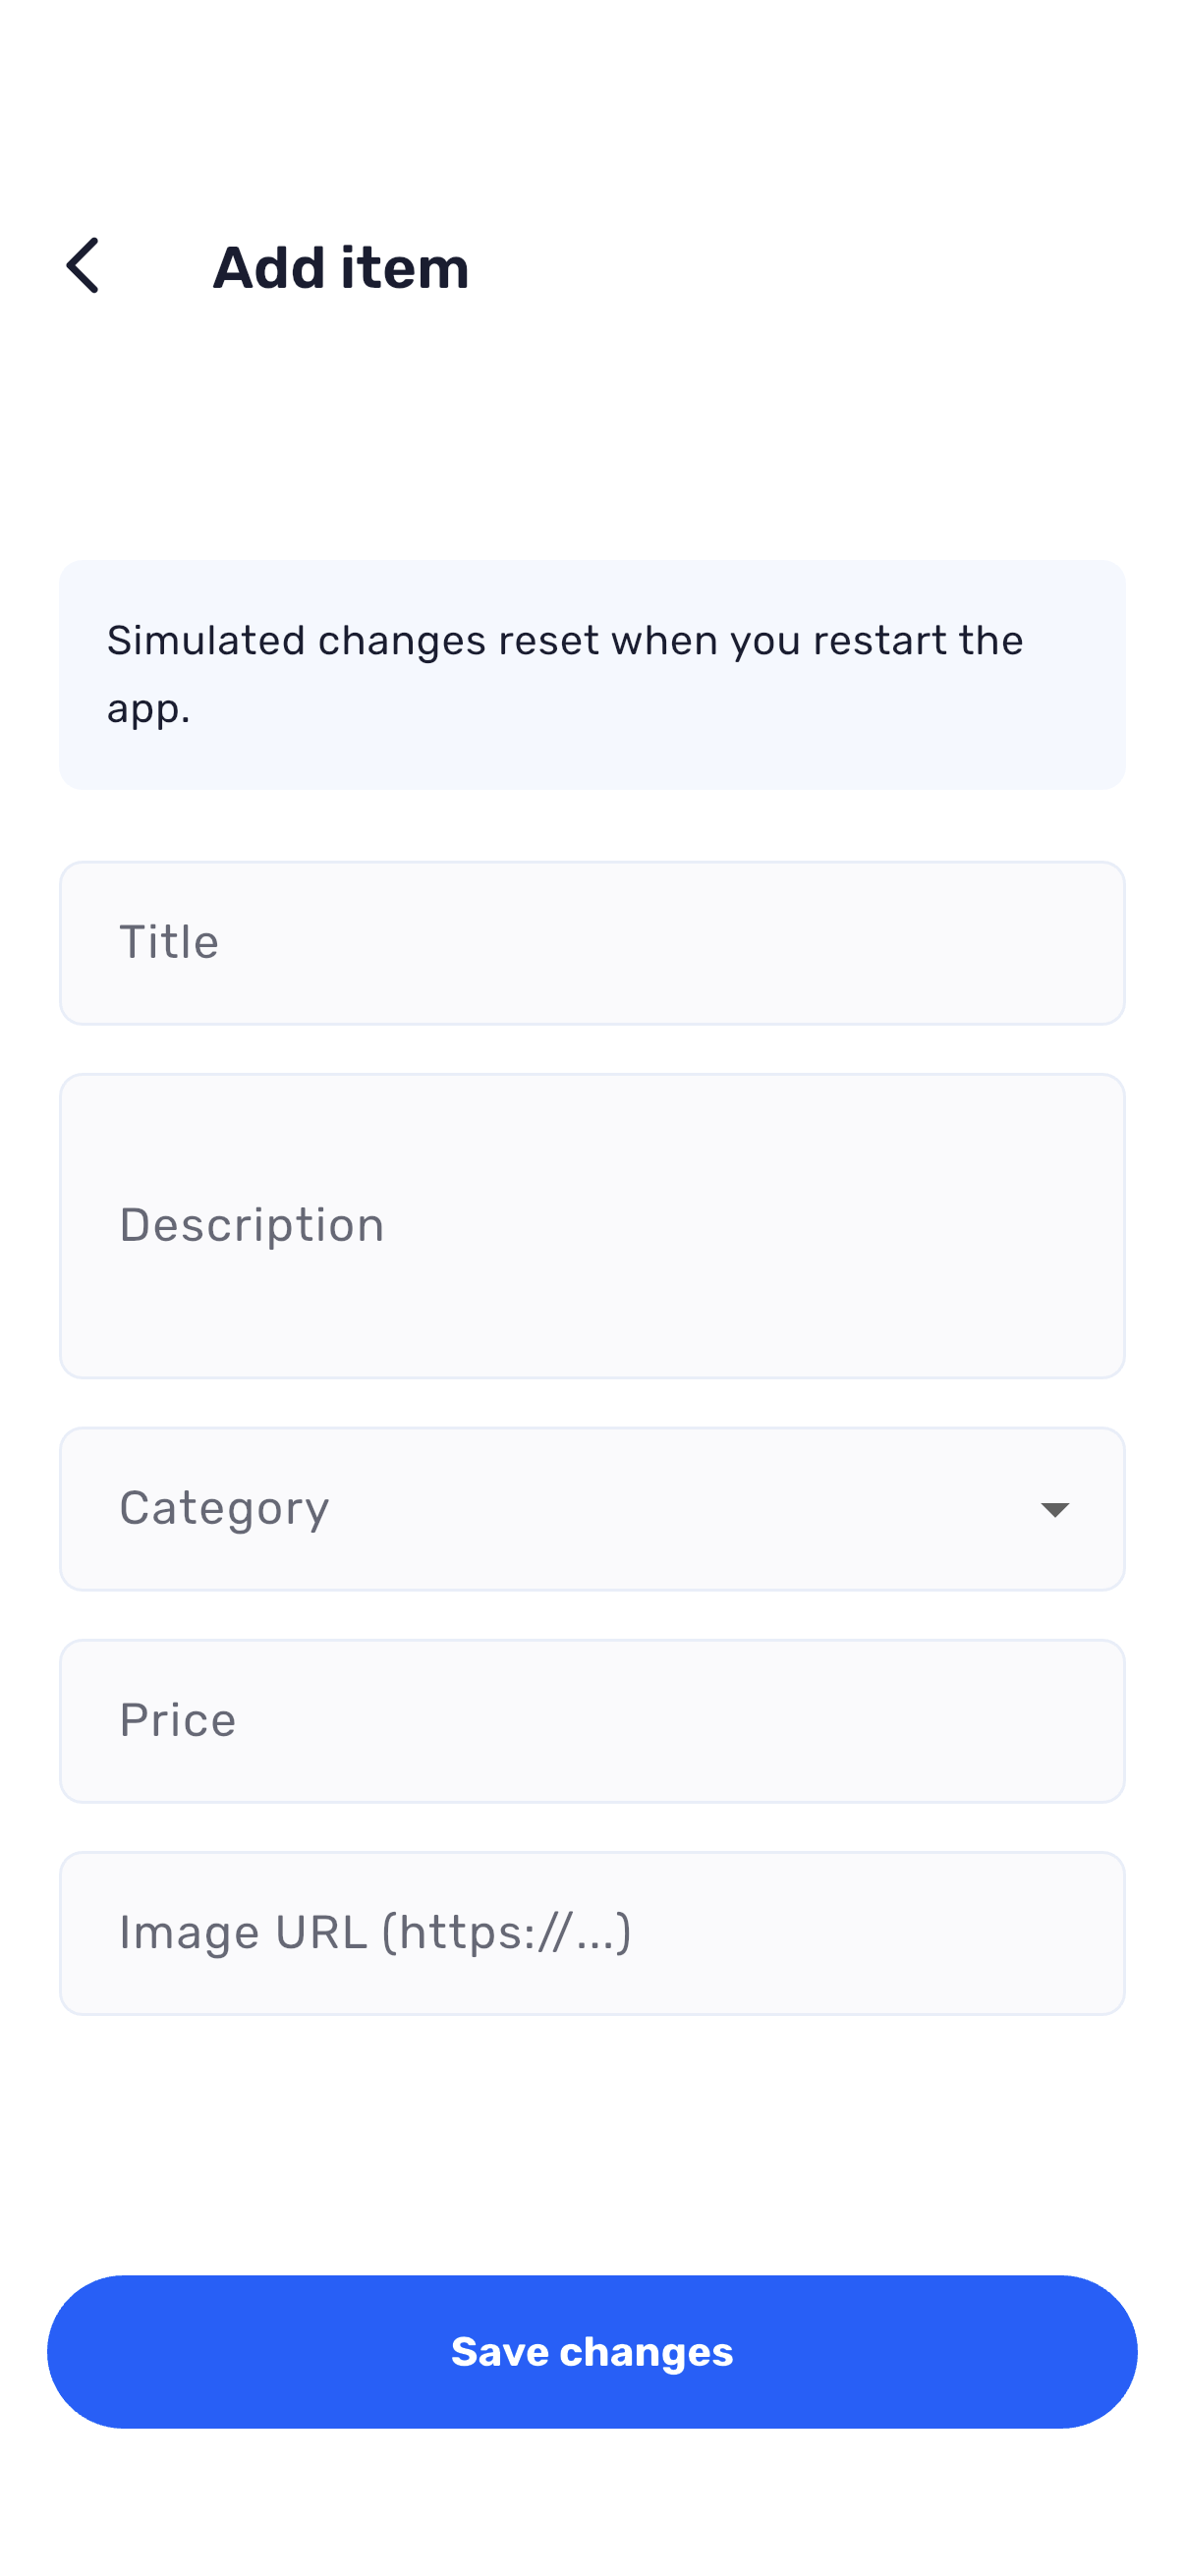 Add item
Simulated changes reset when you restart the
app.
Title
Description
Category
Price
Image URL (https://...)
Save changes